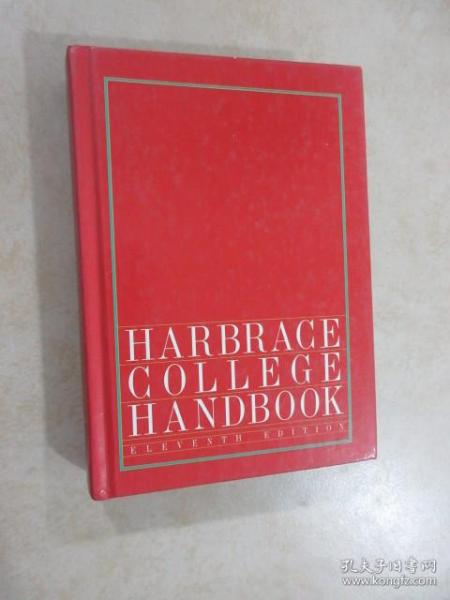 HARBRACE
COLLEGE
HANDBOOK
ELEVENTH EDITION
孔夫子旧书网
www.kongfz.com